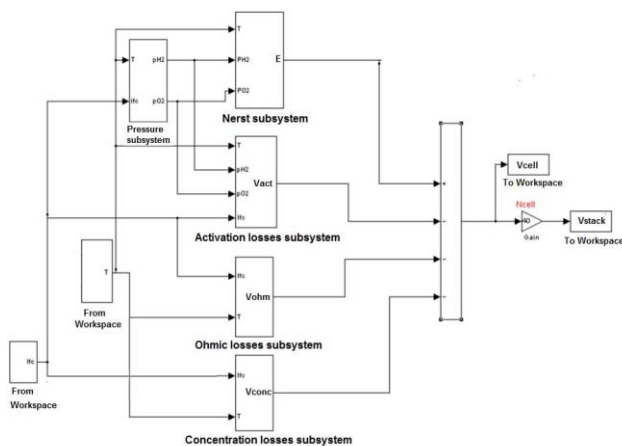 T
PH2
PO2
E
Nerst subsystem
T
Ifc
pH2
pO2
Pressure
subsystem
T
pH2
pO2
Ifc
Vact
Activation losses subsystem
T
From
Workspace
Ifc
T
Vohm
Ohmic losses subsystem
Ifc
From
Workspace
Ifc
T
Vconc
Concentration losses subsystem
+
−
−
−
Vcell
To Workspace
Ncell
40
Gain
Vstack
To Workspace